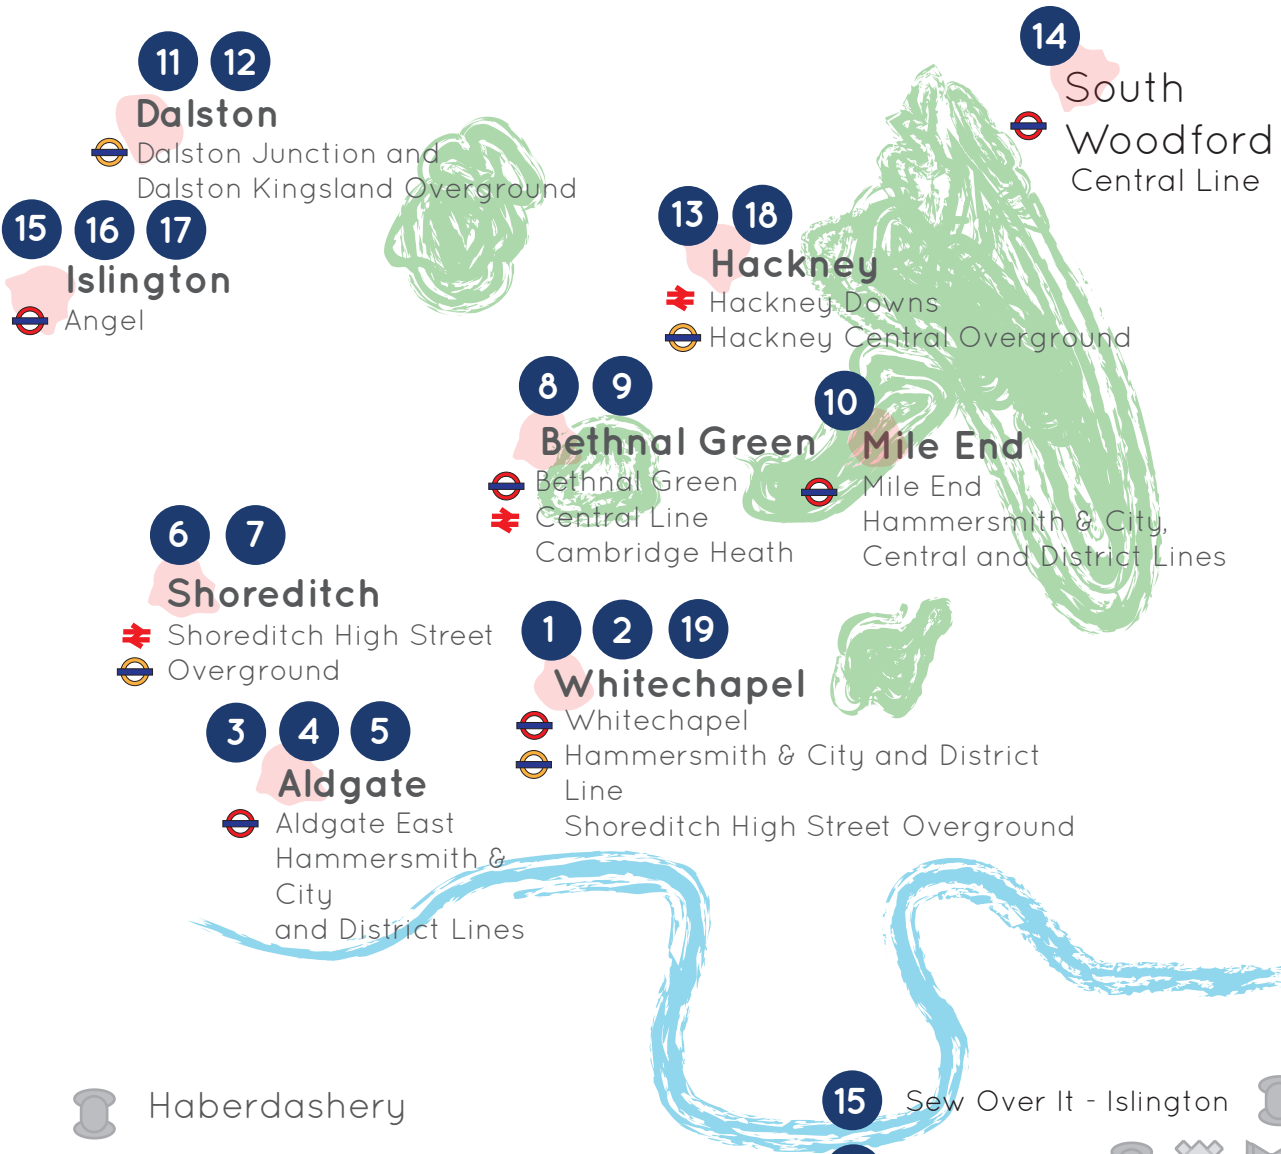 14
South
Woodford
Central Line
11 12
Dalston
Dalston Junction and
Dalston Kingsland Overground
15 16 17
Islington
Angel
13 18
Hackney
Hackney Downs
Hackney Central Overground
8 9
Bethnal Green
Bethnal Green
Central Line
Cambridge Heath
10
Mile End
Mile End
Hammersmith & City,
Central and District Lines
6 7
Shoreditch
Shoreditch High Street
Overground
1 2 19
Whitechapel
Whitechapel
Hammersmith & City and District
Line
Shoreditch High Street Overground
3 4 5
Aldgate
Aldgate East
Hammersmith &
City
and District Lines
Haberdashery
15 Sew Over It - Islington